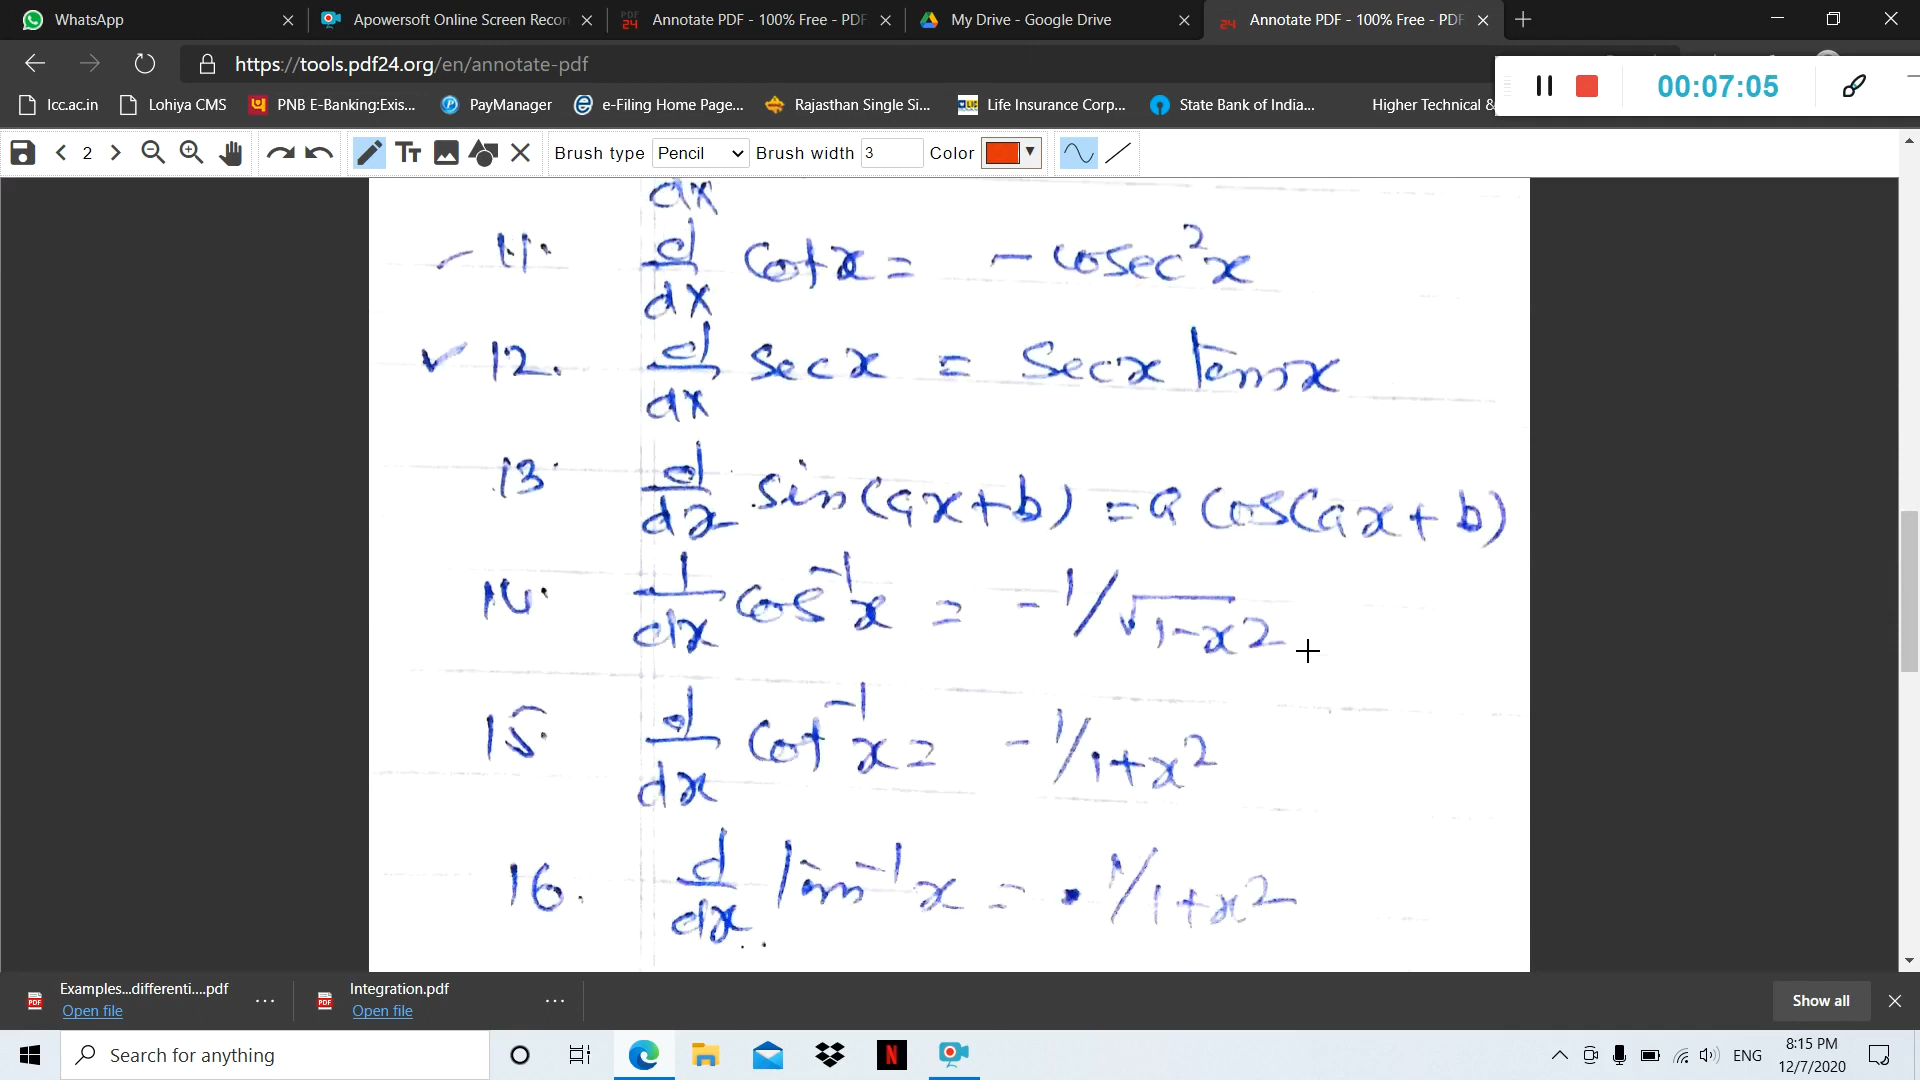 WhatsApp
Apowersoft Online Screen Recor
Annotate PDF - 100% Free - PDF
My Drive - Google Drive
Annotate PDF - 100% Free - PDF
https://tools.pdf24.org/en/annotate-pdf
lcc.ac.in
Lohiya CMS
PNB E-Banking:Exis...
PayManager
e-Filing Home Page...
Rajasthan Single Si...
Life Insurance Corp...
State Bank of India...
Higher Technical &
00:07:05
2
Brush type Pencil Brush width 3 Color
dx
11. d/dx cot x = - cosec²x
12. d/dx sec x = sec x tan x
13. d/dx sin(ax+b) = a cos(ax+b)
14. 1/dx cos⁻¹x = -1/√1-x2
15. d/dx cot⁻¹x = -1/1+x²
16. d/dx tan⁻¹x = 1/1+x2
Examples...differenti....pdf
Open file
Integration.pdf
Open file
Show all
Search for anything
ENG
8:15 PM
12/7/2020